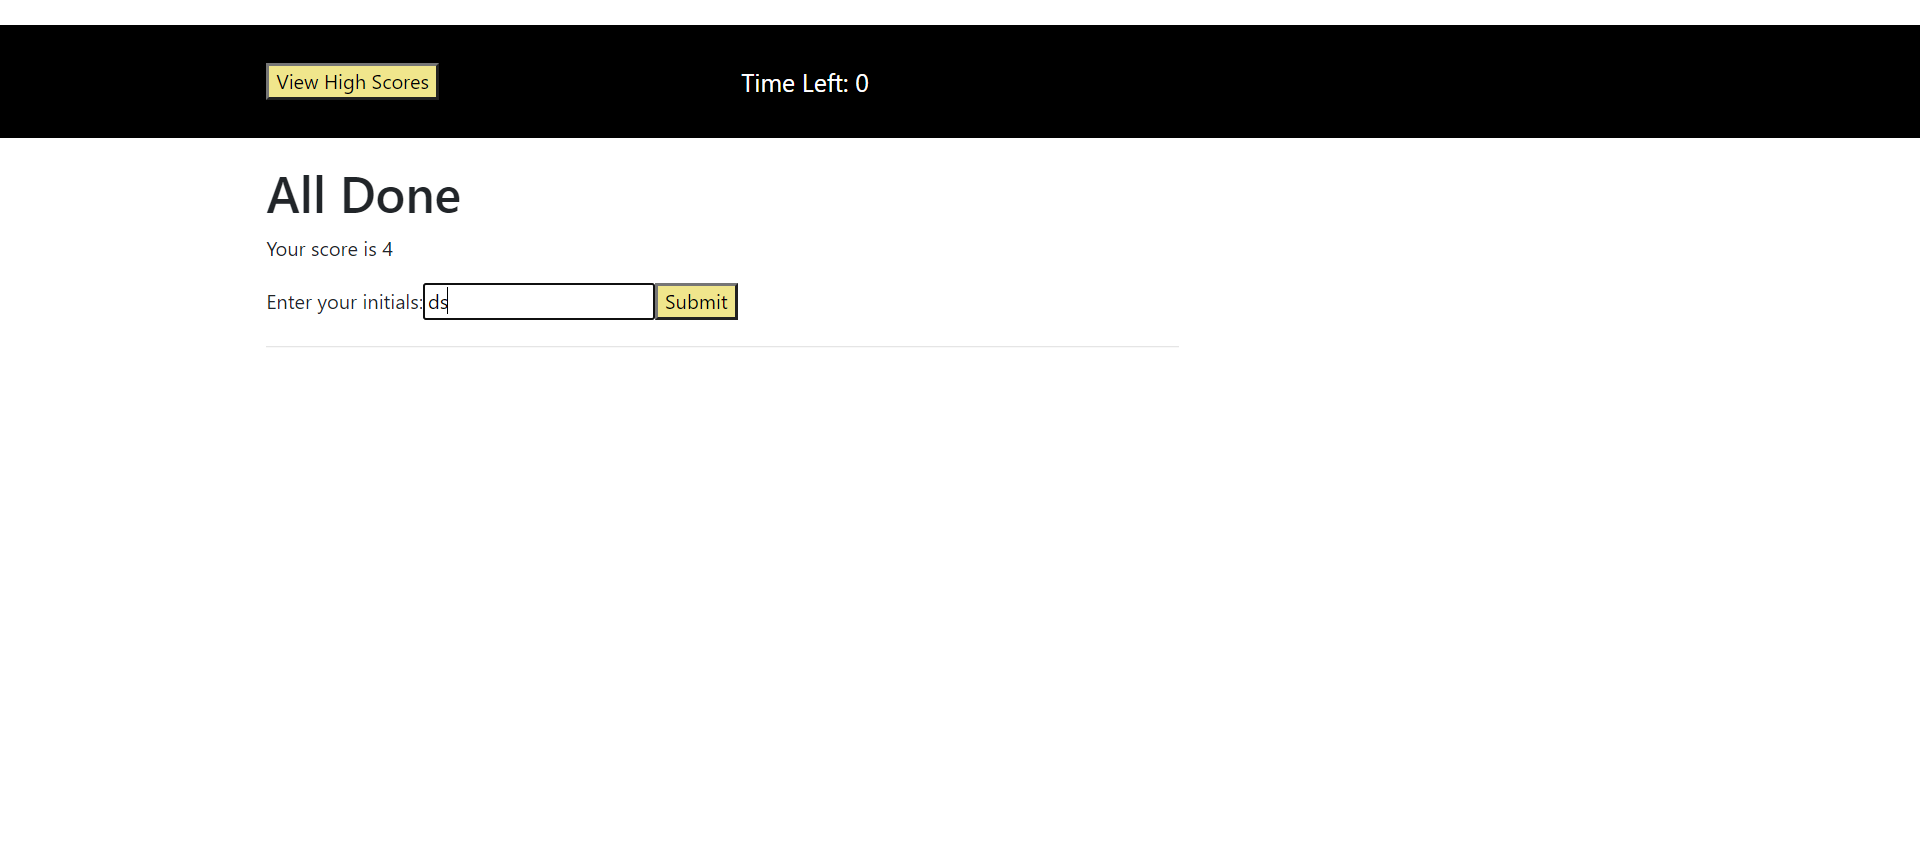 View High Scores Time Left: 0
All Done
Your score is 4
Enter your initials: ds Submit